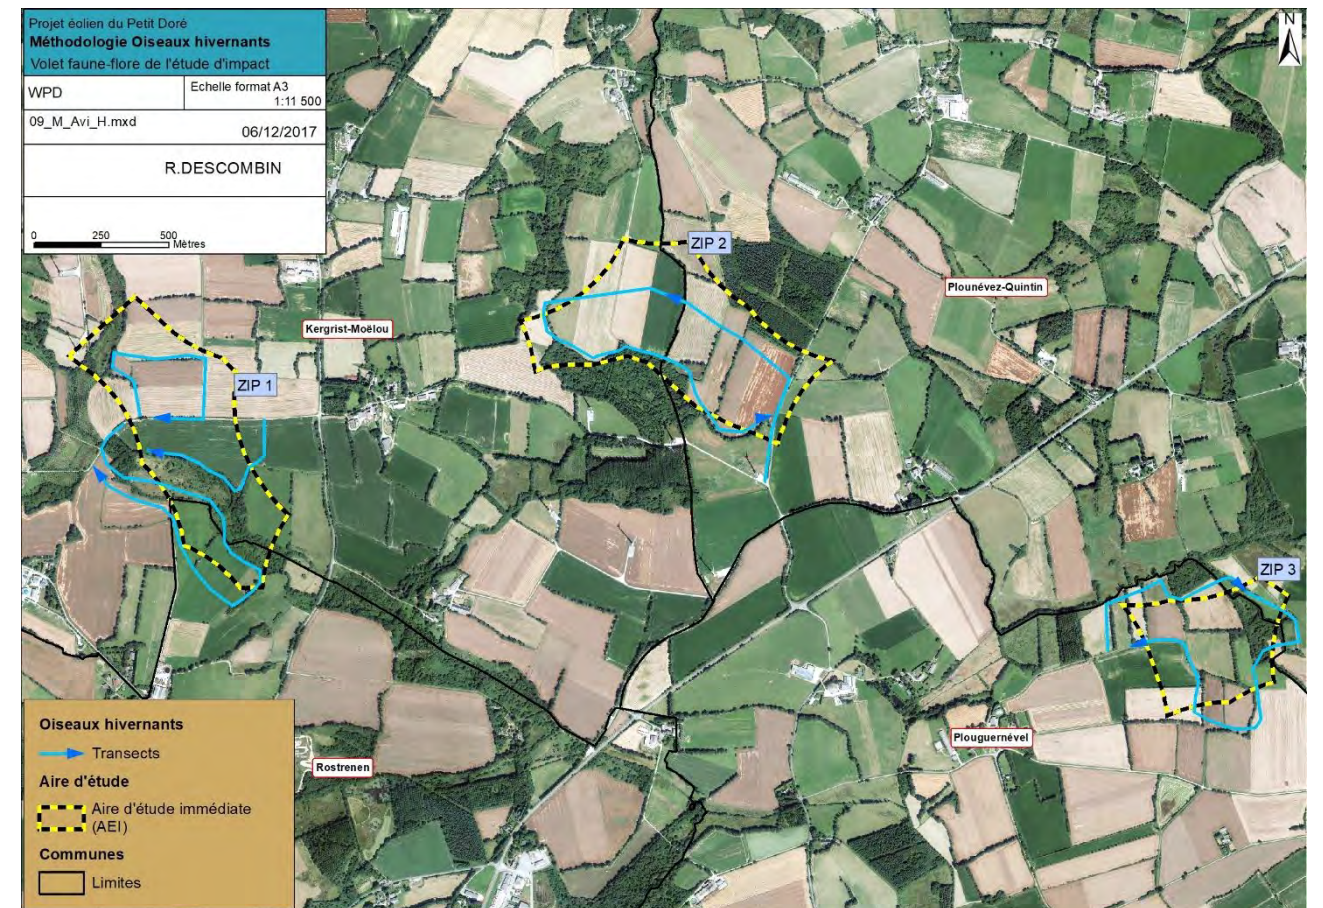 Projet éolien du Petit Doré
Méthodologie Oiseaux hivernants
Volet faune-flore de l'étude d'impact
WPD
Echelle format A3
1:11 500
09_M_Avi_H.mxd
06/12/2017
R.DESCOMBIN
0 250 500
Mètres
N
ZIP 2
Plounévez-Quintin
Kergrist-Moëlou
ZIP 1
ZIP 3
Plouguernével
Rostrenen
Oiseaux hivernants
Transects
Aire d'étude
Aire d'étude immédiate
(AEI)
Communes
Limites